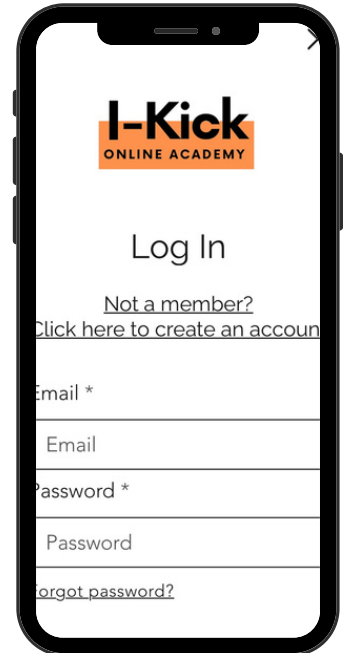 I-Kick
ONLINE ACADEMY
Log In
Not a member?
Click here to create an accoun
Email *
Email
Password *
Password
Forgot password?